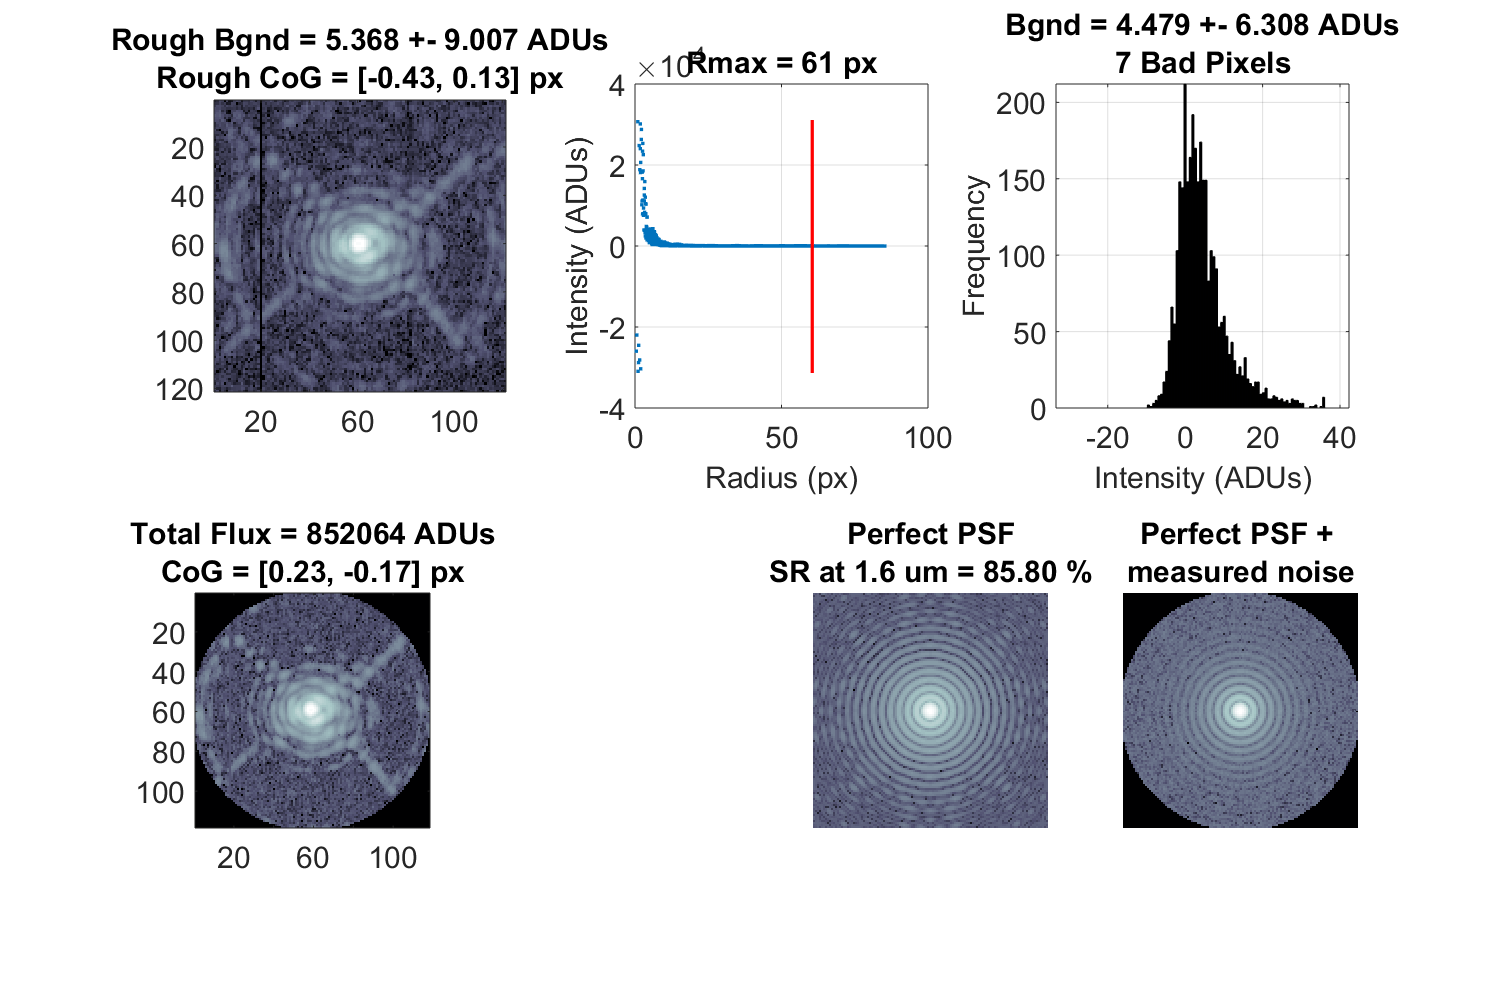 Rough Bgnd = 5.368 +- 9.007 ADUs
Rough CoG = [-0.43, 0.13] px
20
40
60
80
100
120
20
60
100
×10
Rmax = 61 px
4
2
0
-2
-4
Intensity (ADUs)
0
50
100
Radius (px)
Bgnd = 4.479 +- 6.308 ADUs
7 Bad Pixels
200
150
100
50
0
Frequency
-20
0
20
40
Intensity (ADUs)
Total Flux = 852064 ADUs
CoG = [0.23, -0.17] px
20
40
60
80
100
20
60
100
Perfect PSF
SR at 1.6 um = 85.80 %
Perfect PSF +
measured noise